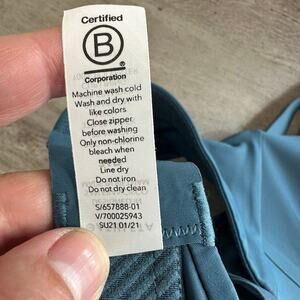 Certified
B
Corporation
Machine wash cold
Wash and dry with
like colors
Close zipper
before washing
Only non-chlorine
bleach when
needed
Line dry
Do not iron
Do not dry clean
S/657888-01
V/700025943
SU21 01/21